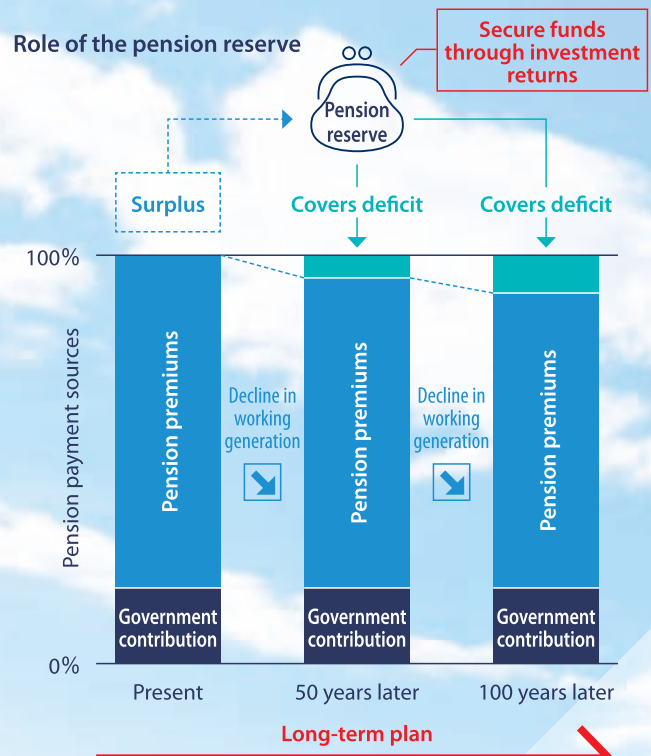 Role of the pension reserve
Secure funds
through investment
returns
Pension
reserve
Surplus
Covers deficit
Covers deficit
100%
Pension payment sources
Pension premiums
Decline in
working
generation
Pension premiums
Decline in
working
generation
Pension premiums
Government
contribution
Government
contribution
Government
contribution
0%
Present
50 years later
100 years later
Long-term plan